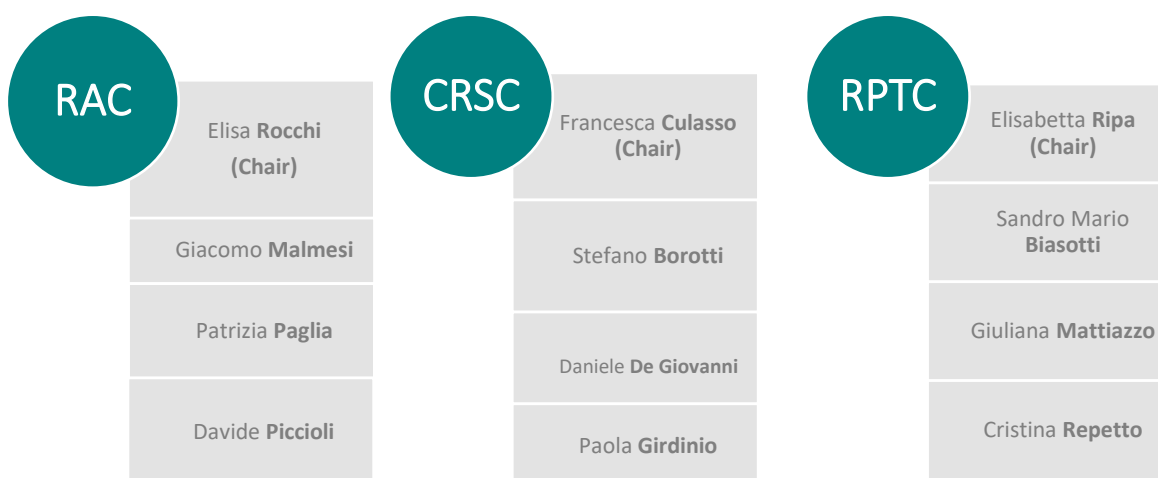 RAC
Elisa Rocchi
(Chair)
Giacomo Malmesi
Patrizia Paglia
Davide Piccioli
CRSC
Francesca Culasso
(Chair)
Stefano Borotti
Daniele De Giovanni
Paola Girdinio
RPTC
Elisabetta Ripa
(Chair)
Sandro Mario
Biasotti
Giuliana Mattiazzo
Cristina Repetto